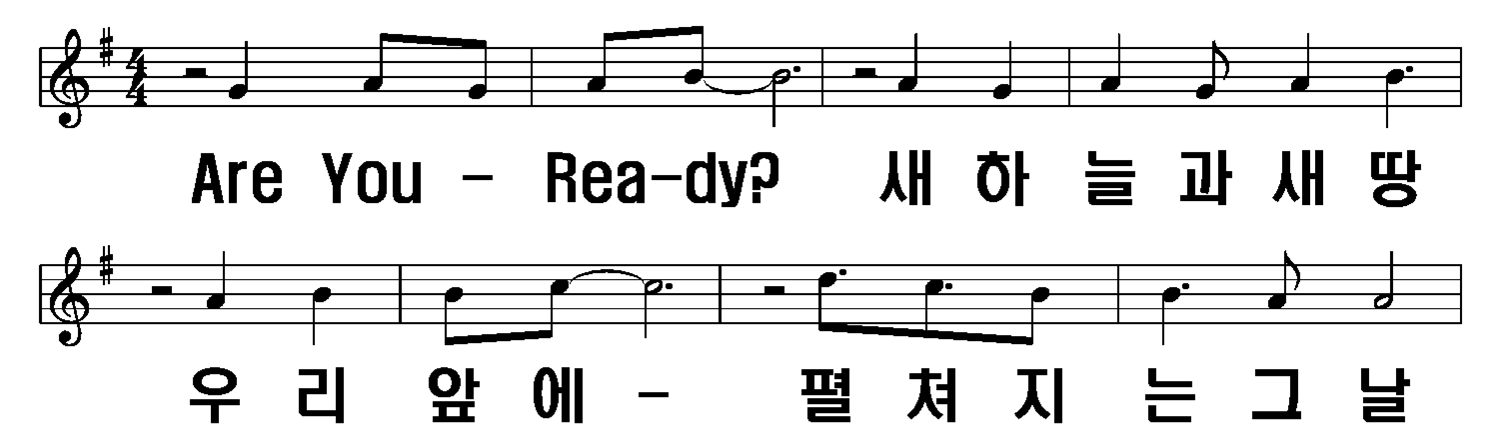 Are You - Rea-dy? 새 하 늘 과 새 땅
우 리 앞 에 - 펼 쳐 지 는 그 날